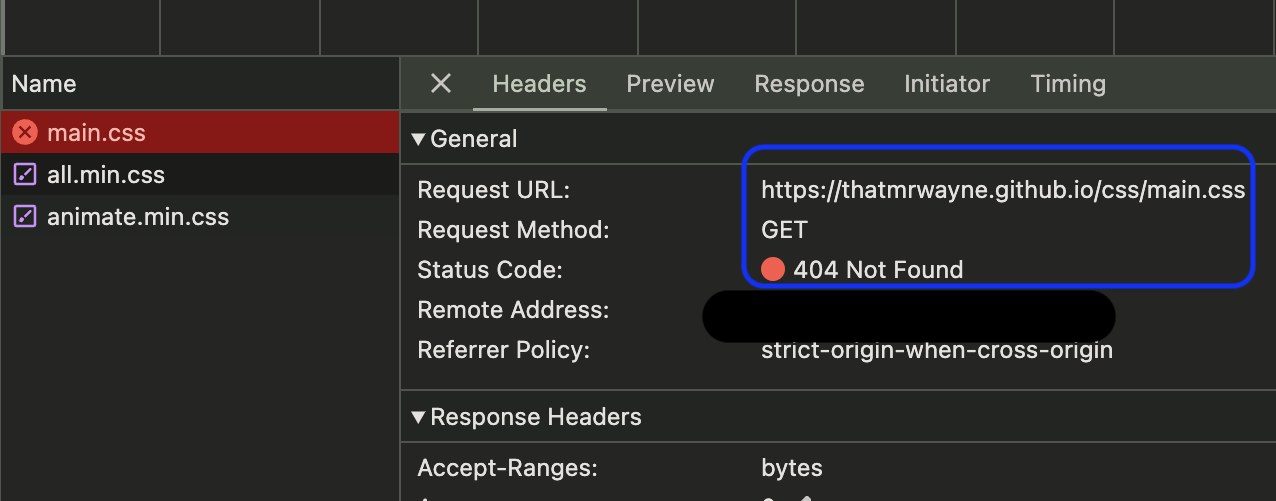 Name
main.css
all.min.css
animate.min.css
Headers Preview Response Initiator Timing
General
Request URL: https://thatmrwayne.github.io/css/main.css
Request Method: GET
Status Code: 404 Not Found
Remote Address:
Referrer Policy: strict-origin-when-cross-origin
Response Headers
Accept-Ranges: bytes